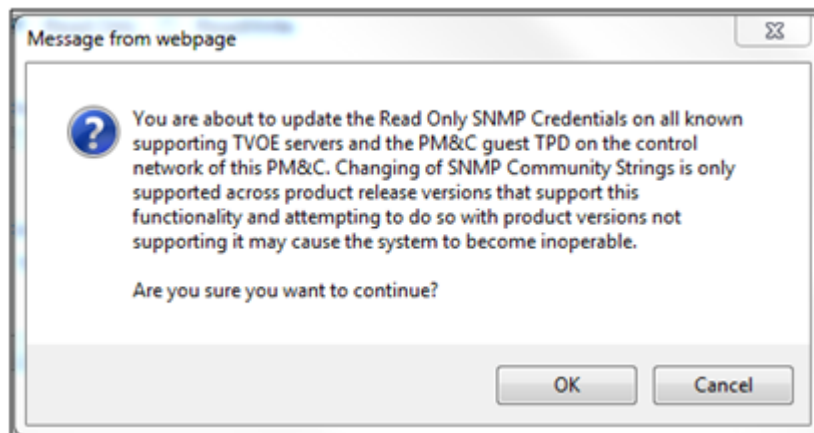 Message from webpage
You are about to update the Read Only SNMP Credentials on all known
supporting TVOE servers and the PM&C guest TPD on the control
network of this PM&C. Changing of SNMP Community Strings is only
supported across product release versions that support this
functionality and attempting to do so with product versions not
supporting it may cause the system to become inoperable.
Are you sure you want to continue?
OK
Cancel